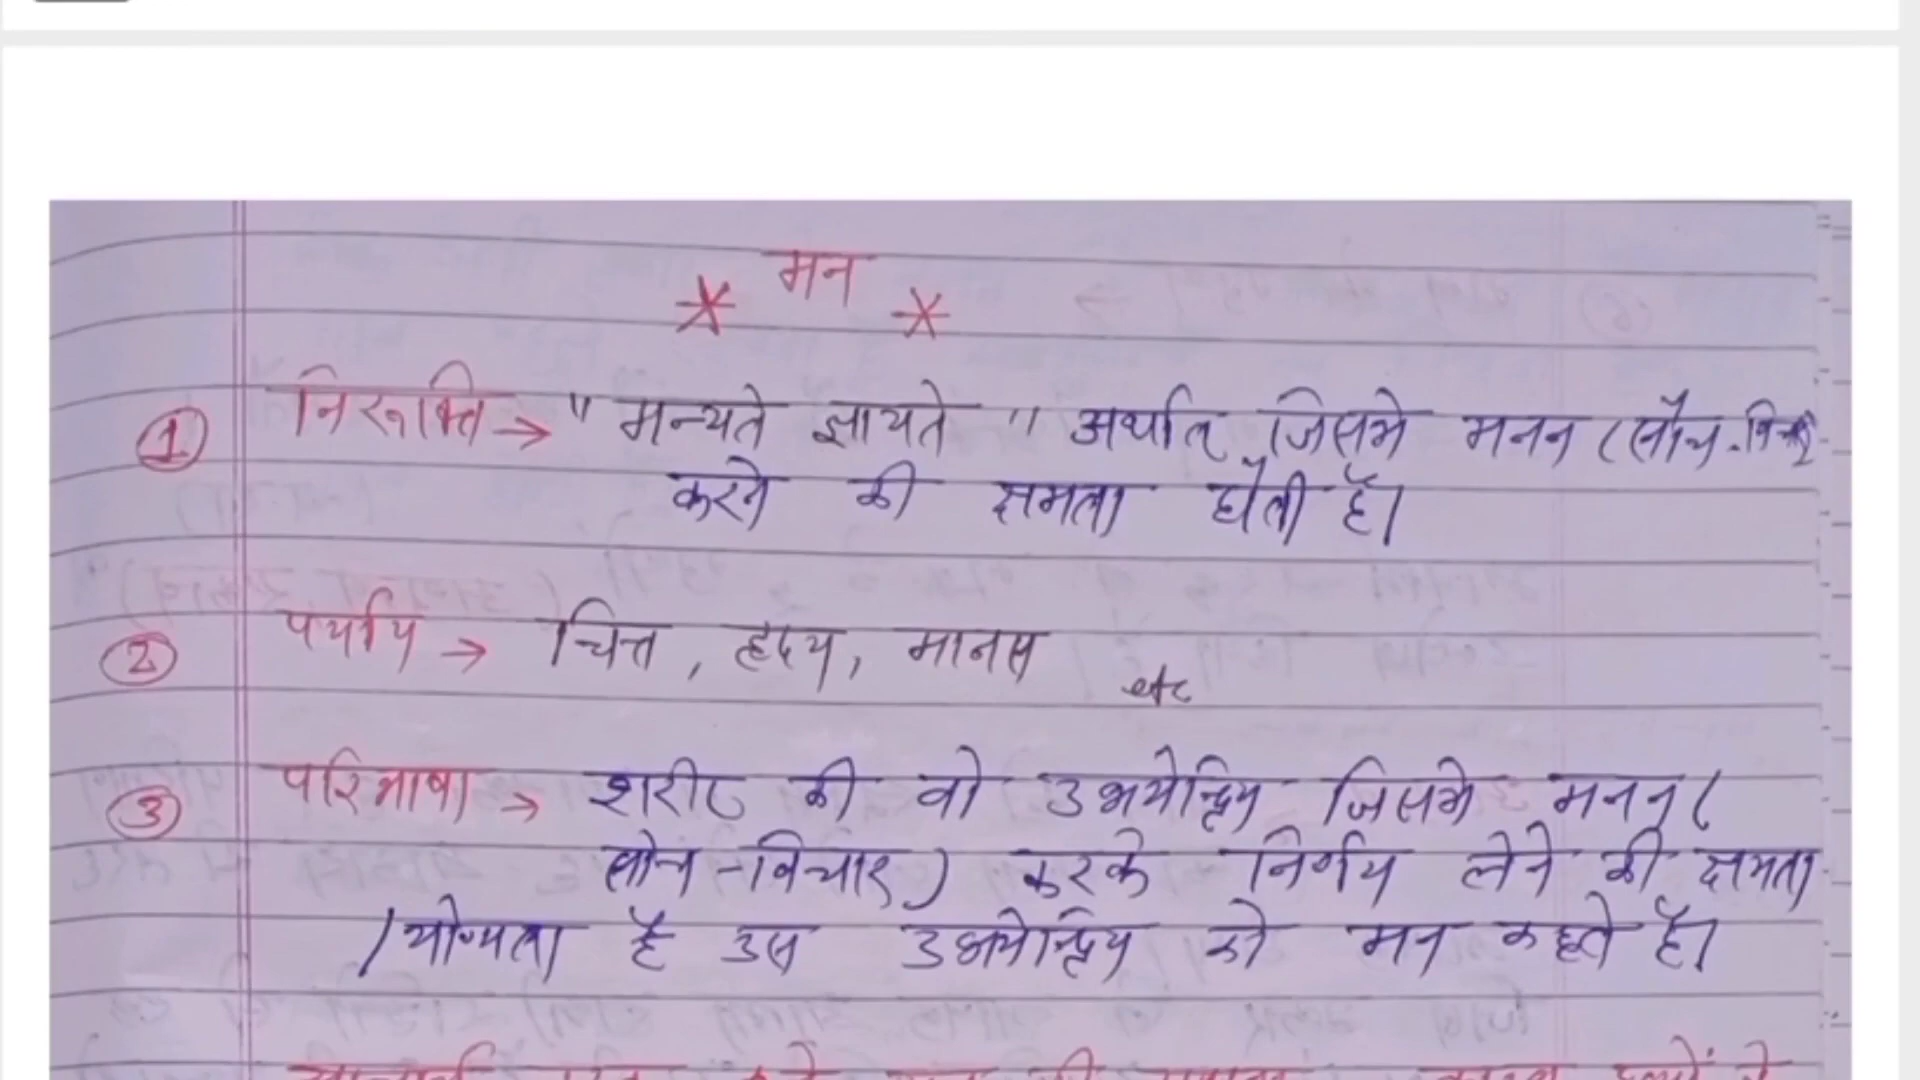 * मन *
① निरूक्ति → " मन्यते ज्ञायते " अर्थात जिसमे मनन (सौच-विचार
करने की क्षमता होती है।
② पर्याय → चित्त, हृदय, मानस etc
③ परिभाषा → शरीर की वो उभयेन्द्रिय जिसमे मनन (
सोच-विचार) करके निर्णय लेने की क्षमता
/योग्यता है उस उभयेन्द्रिय को मन कहते है।